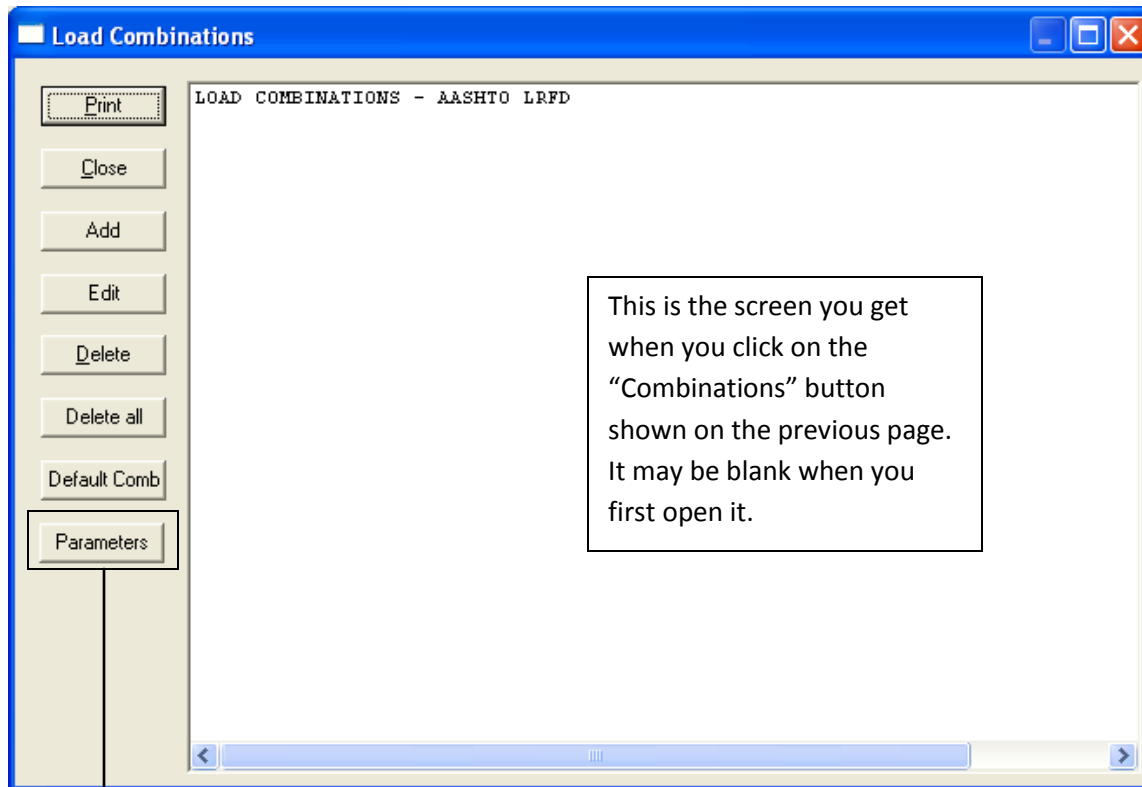 Load Combinations
Print
Close
Add
Edit
Delete
Delete all
Default Comb
Parameters
LOAD COMBINATIONS - AASHTO LRFD
This is the screen you get
when you click on the
“Combinations” button
shown on the previous page.
It may be blank when you
first open it.